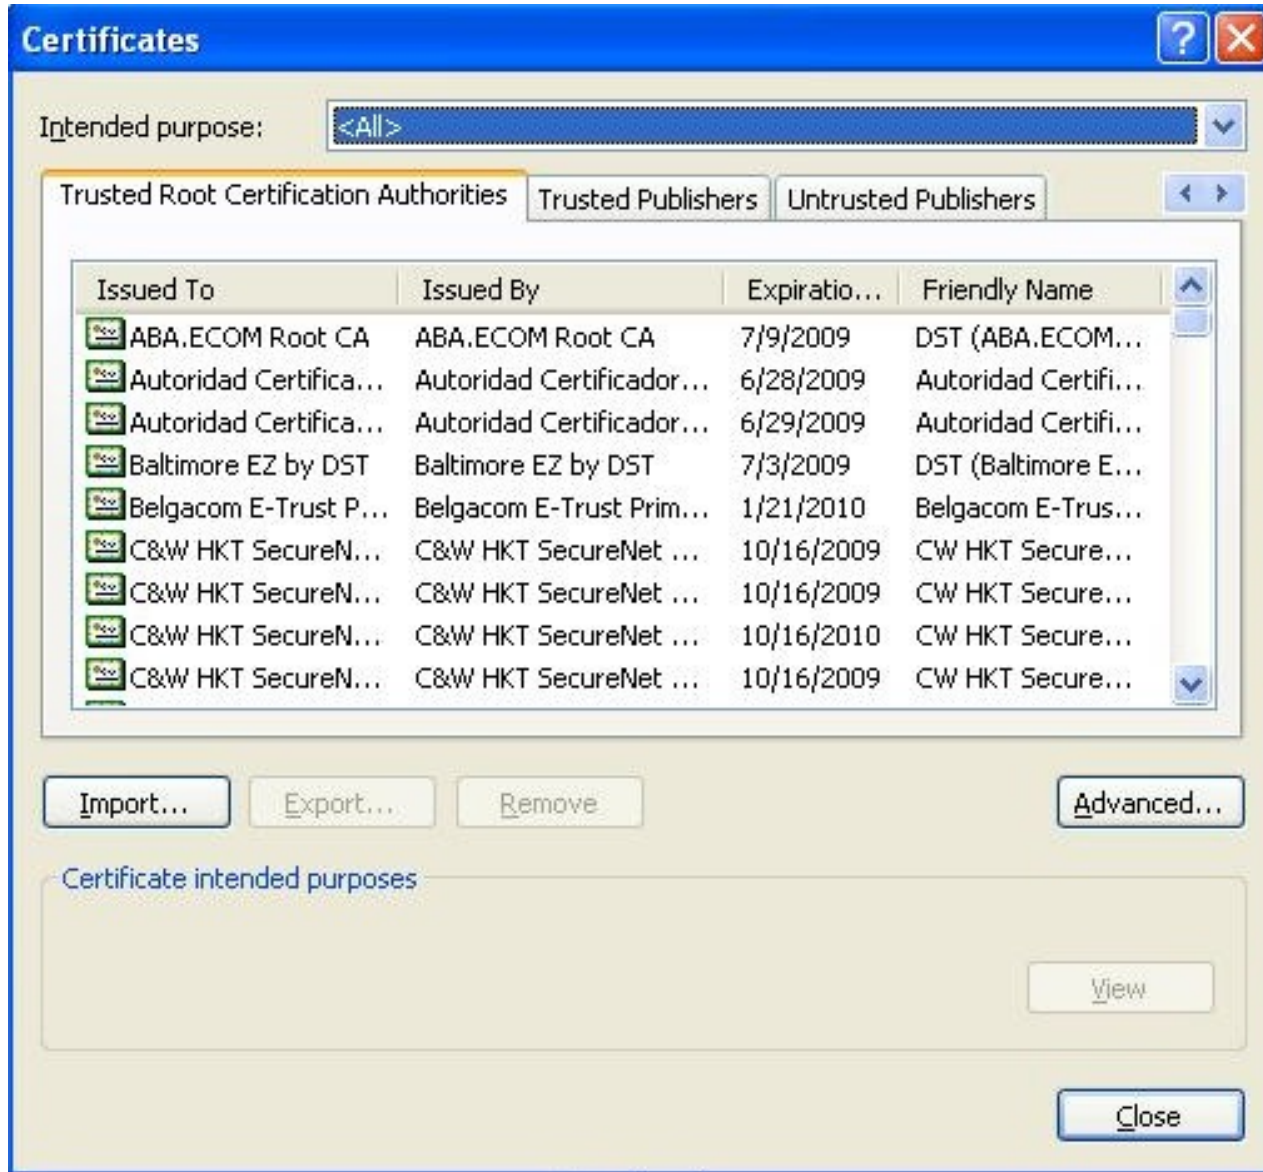 Certificates
Intended purpose: <All>
Trusted Root Certification Authorities Trusted Publishers Untrusted Publishers
Issued To Issued By Expiratio... Friendly Name
ABA.ECOM Root CA ABA.ECOM Root CA 7/9/2009 DST (ABA.ECOM...
Autoridad Certifica... Autoridad Certificador... 6/28/2009 Autoridad Certifi...
Autoridad Certifica... Autoridad Certificador... 6/29/2009 Autoridad Certifi...
Baltimore EZ by DST Baltimore EZ by DST 7/3/2009 DST (Baltimore E...
Belgacom E-Trust P... Belgacom E-Trust Prim... 1/21/2010 Belgacom E-Trus...
C&W HKT SecureN... C&W HKT SecureNet ... 10/16/2009 CW HKT Secure...
C&W HKT SecureN... C&W HKT SecureNet ... 10/16/2009 CW HKT Secure...
C&W HKT SecureN... C&W HKT SecureNet ... 10/16/2010 CW HKT Secure...
C&W HKT SecureN... C&W HKT SecureNet ... 10/16/2009 CW HKT Secure...
Import... Export... Remove Advanced...
Certificate intended purposes
View
Close